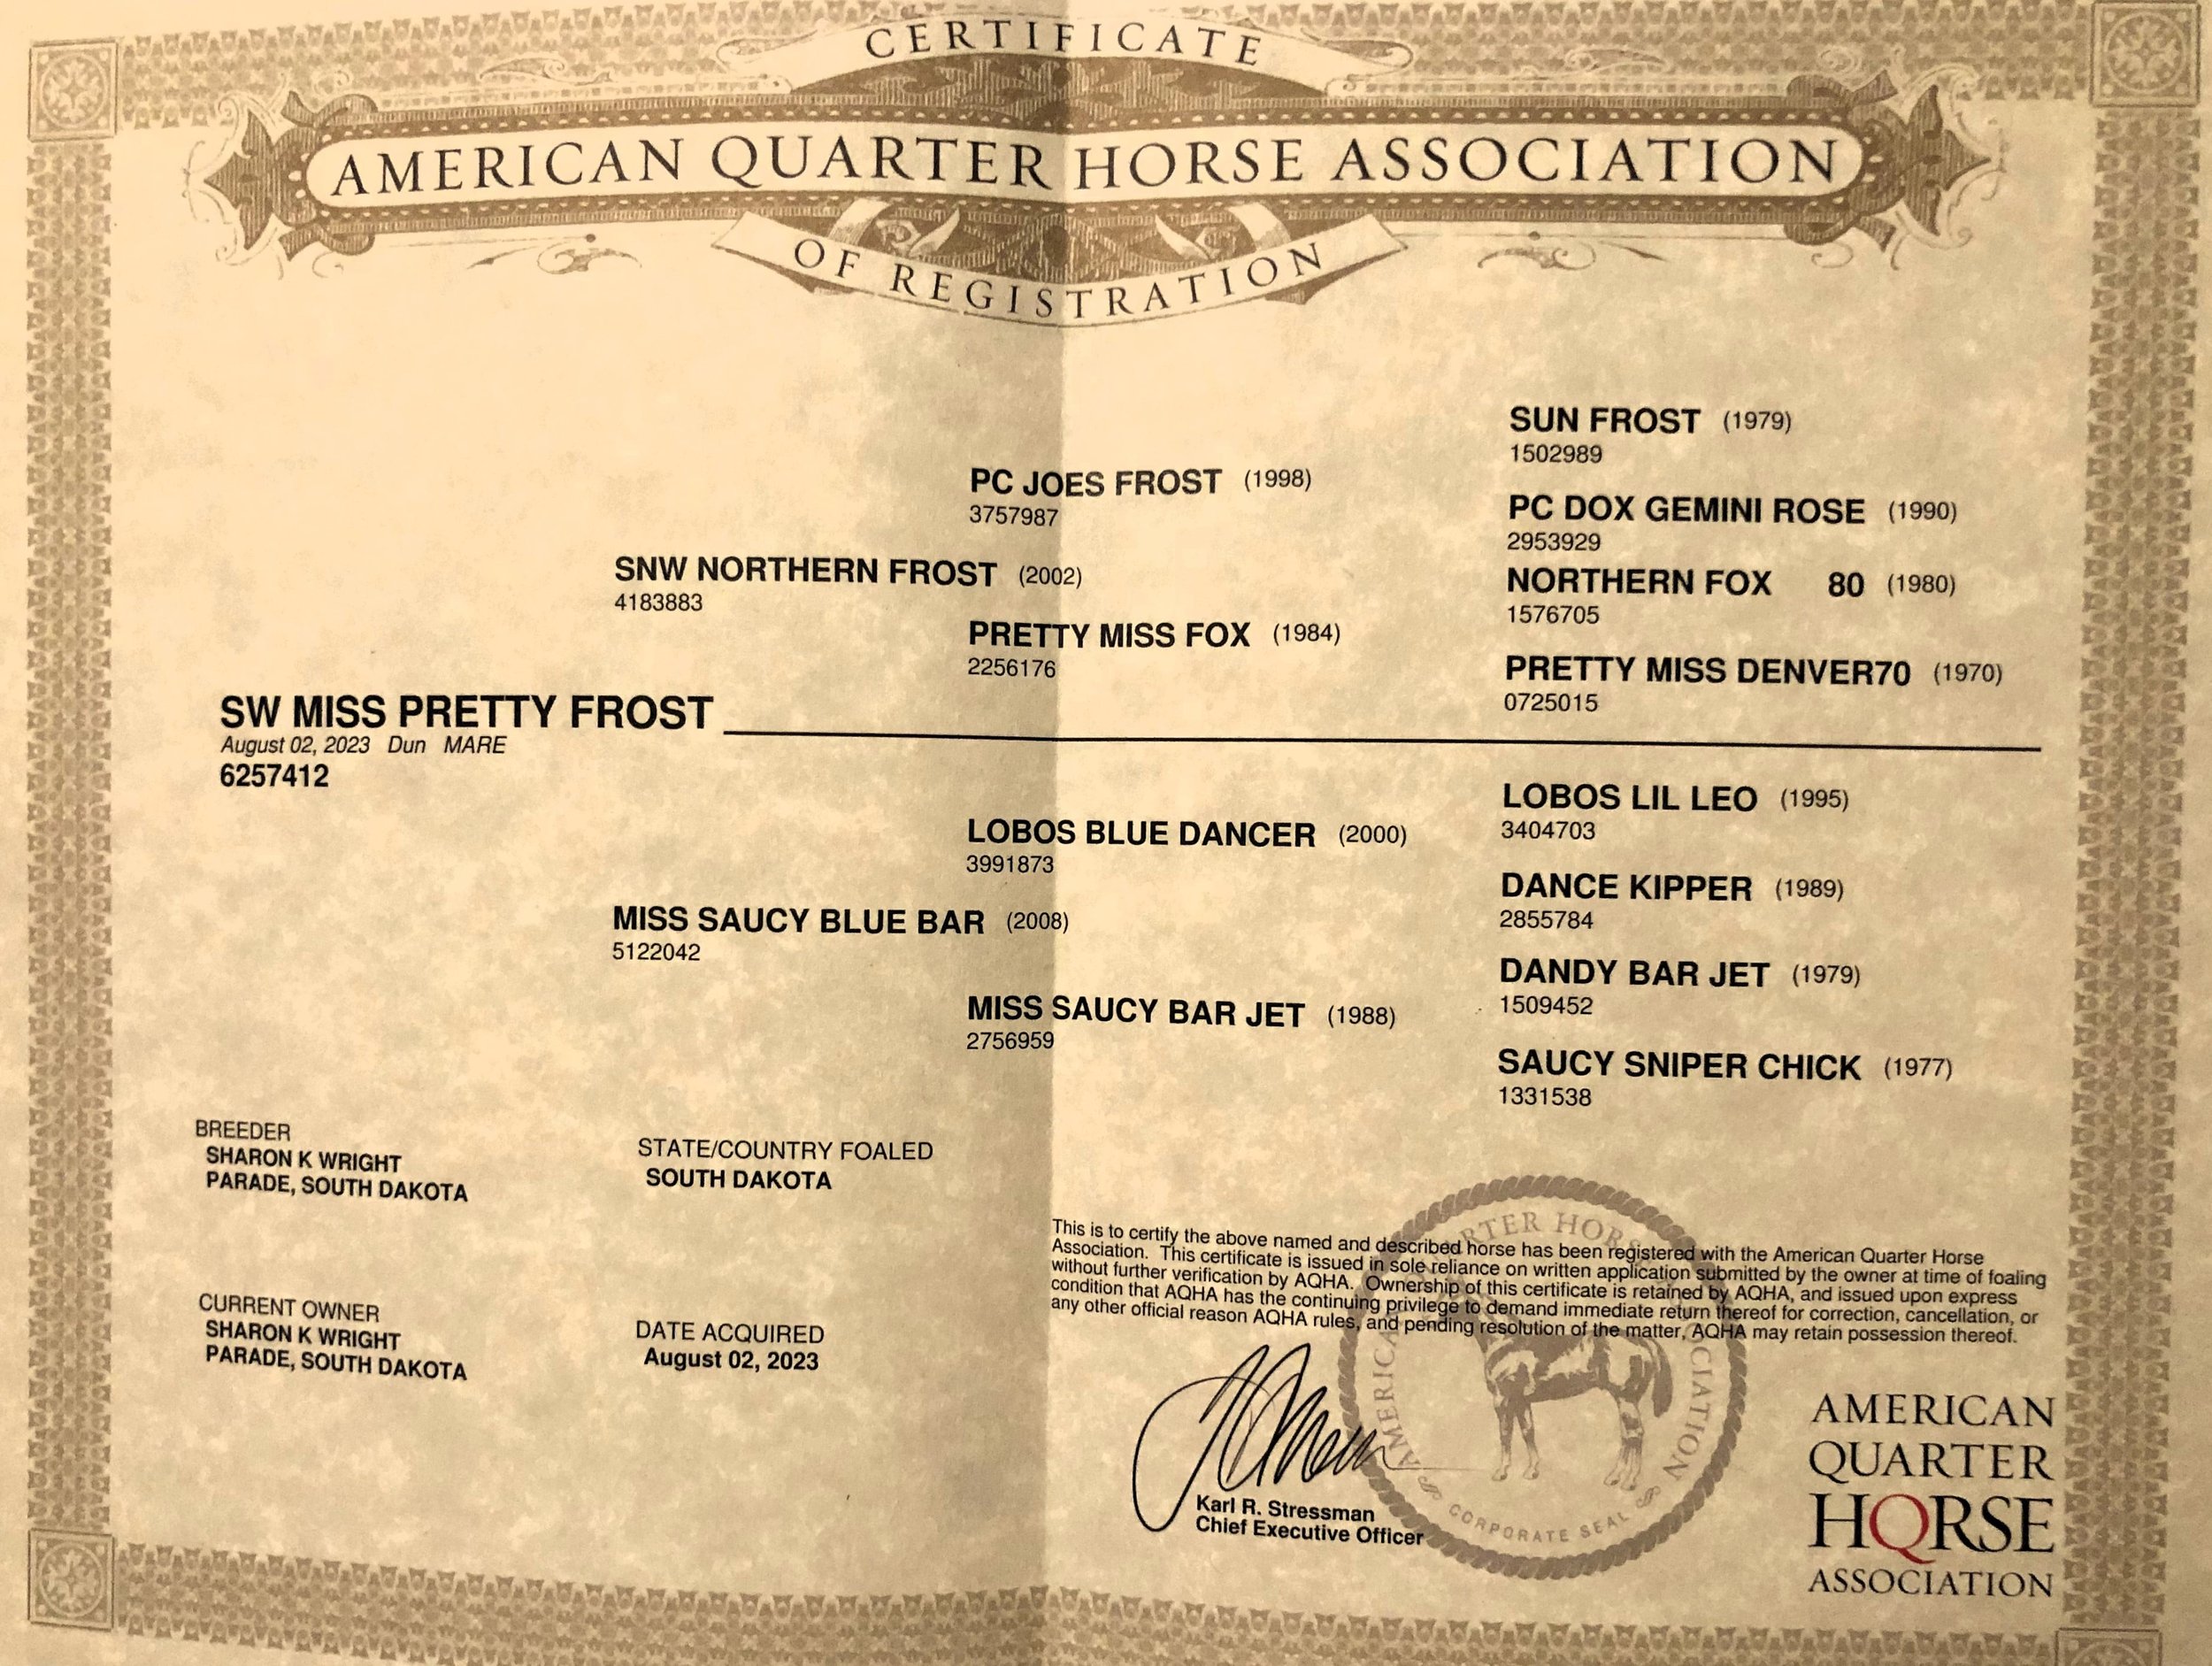 CERTIFICATE
AMERICAN QUARTER HORSE ASSOCIATION
OF REGISTRATION
SUN FROST (1979)
1502989
PC JOES FROST (1998)
3757987
PC DOX GEMINI ROSE (1990)
2953929
SNW NORTHERN FROST (2002)
4183883
NORTHERN FOX 80 (1980)
1576705
PRETTY MISS FOX (1984)
2256176
PRETTY MISS DENVER70 (1970)
0725015
SW MISS PRETTY FROST
August 02, 2023 Dun MARE
6257412
LOBOS LIL LEO (1995)
3404703
LOBOS BLUE DANCER (2000)
3991873
DANCE KIPPER (1989)
2855784
MISS SAUCY BLUE BAR (2008)
5122042
DANDY BAR JET (1979)
1509452
MISS SAUCY BAR JET (1988)
2756959
SAUCY SNIPER CHICK (1977)
1331538
BREEDER
SHARON K WRIGHT
PARADE, SOUTH DAKOTA
STATE/COUNTRY FOALED
SOUTH DAKOTA
CURRENT OWNER
SHARON K WRIGHT
PARADE, SOUTH DAKOTA
DATE ACQUIRED
August 02, 2023
This is to certify the above named and described horse has been registered with the American Quarter Horse
Association. This certificate is issued in sole reliance on written application submitted by the owner at time of foaling
without further verification by AQHA. Ownership of this certificate is retained by AQHA, and issued upon express
condition that AQHA has the continuing privilege to demand immediate return thereof for correction, cancellation, or
any other official reason AQHA rules, and pending resolution of the matter, AQHA may retain possession thereof.
Karl R. Stressman
Chief Executive Officer
AMERICAN QUARTER HORSE ASSOCIATION
CORPORATE SEAL
AMERICAN
QUARTER
HORSE
ASSOCIATION